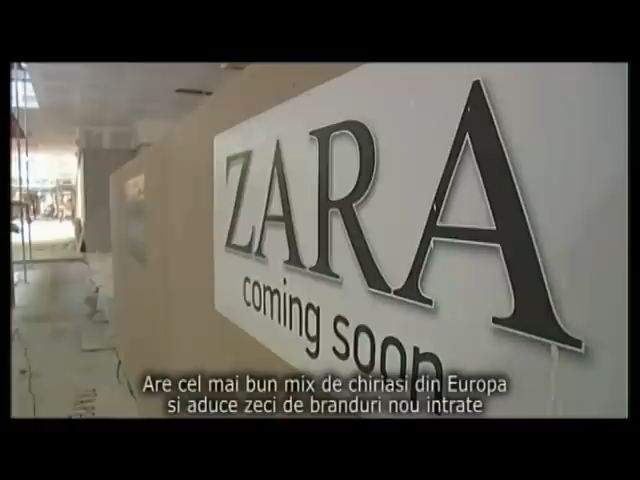 ZARA
coming soon
Are cel mai bun mix de chiriasi din Europa
si aduce zeci de branduri nou intrate